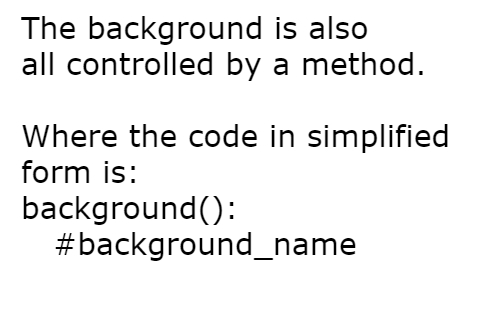 The background is also
all controlled by a method.
Where the code in simplified
form is:
background():
#background_name